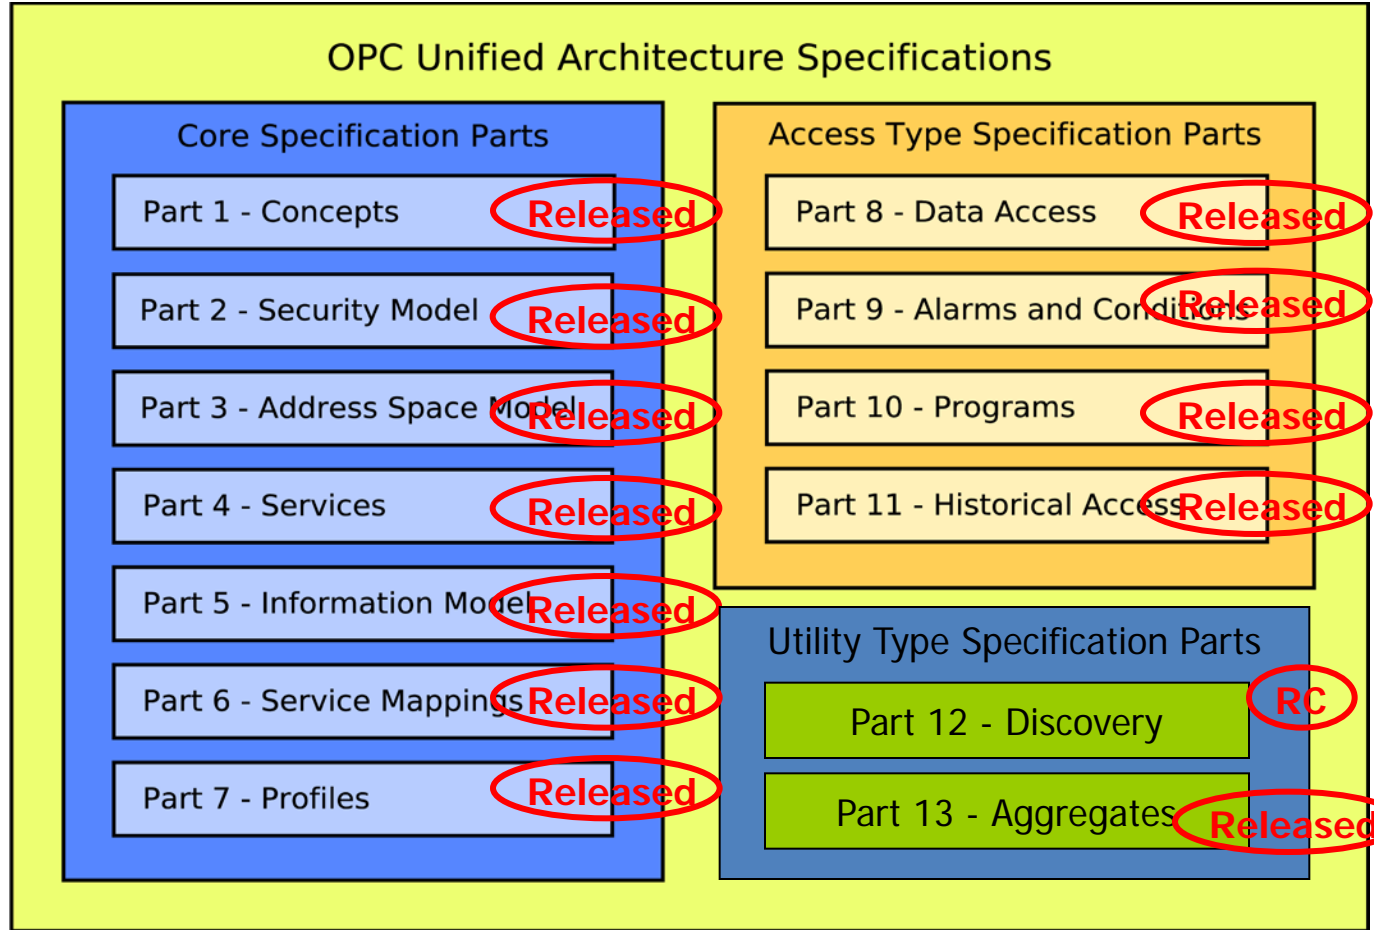 OPC Unified Architecture Specifications
Core Specification Parts
Part 1 - Concepts
Released
Part 2 - Security Model
Released
Part 3 - Address Space Model
Released
Part 4 - Services
Released
Part 5 - Information Model
Released
Part 6 - Service Mappings
Released
Part 7 - Profiles
Released
Access Type Specification Parts
Part 8 - Data Access
Released
Part 9 - Alarms and Conditions
Released
Part 10 - Programs
Released
Part 11 - Historical Access
Released
Utility Type Specification Parts
Part 12 - Discovery
RC
Part 13 - Aggregates
Released